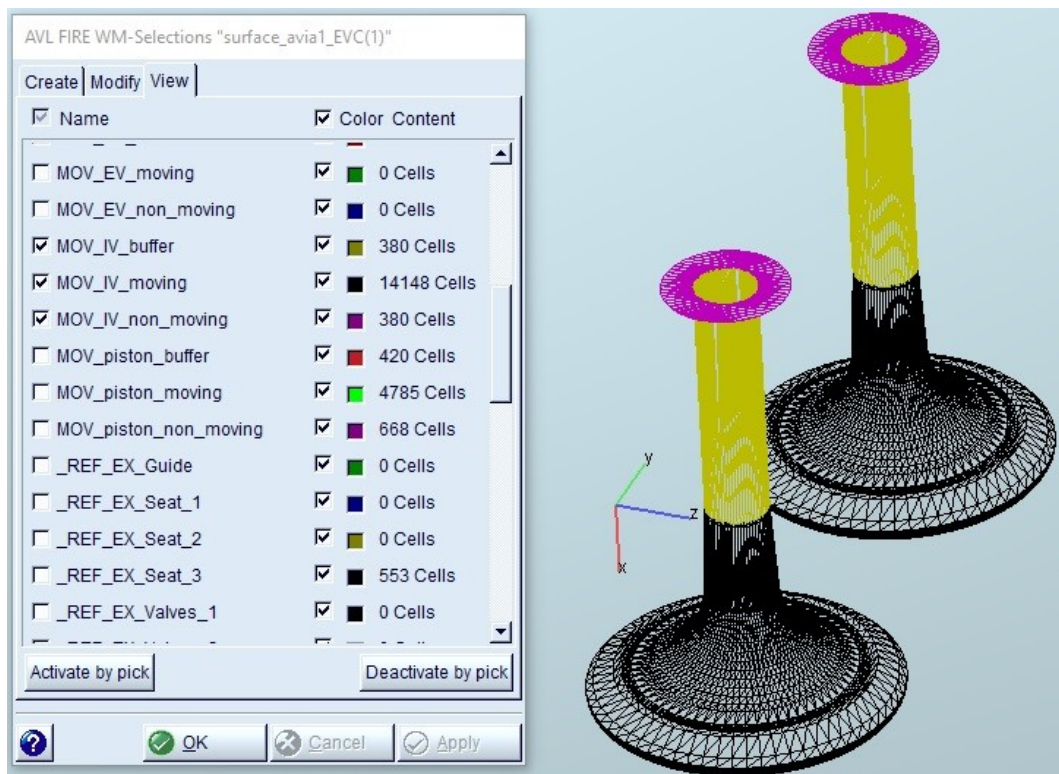 AVL FIRE WM-Selections "surface_avia1_EVC(1)"
Create Modify View
Name Color Content
MOV_EV_moving 0 Cells
MOV_EV_non_moving 0 Cells
MOV_IV_buffer 380 Cells
MOV_IV_moving 14148 Cells
MOV_IV_non_moving 380 Cells
MOV_piston_buffer 420 Cells
MOV_piston_moving 4785 Cells
MOV_piston_non_moving 668 Cells
_REF_EX_Guide 0 Cells
_REF_EX_Seat_1 0 Cells
_REF_EX_Seat_2 0 Cells
_REF_EX_Seat_3 553 Cells
_REF_EX_Valves_1 0 Cells
Activate by pick Deactivate by pick
? OK Cancel Apply
y
z
x